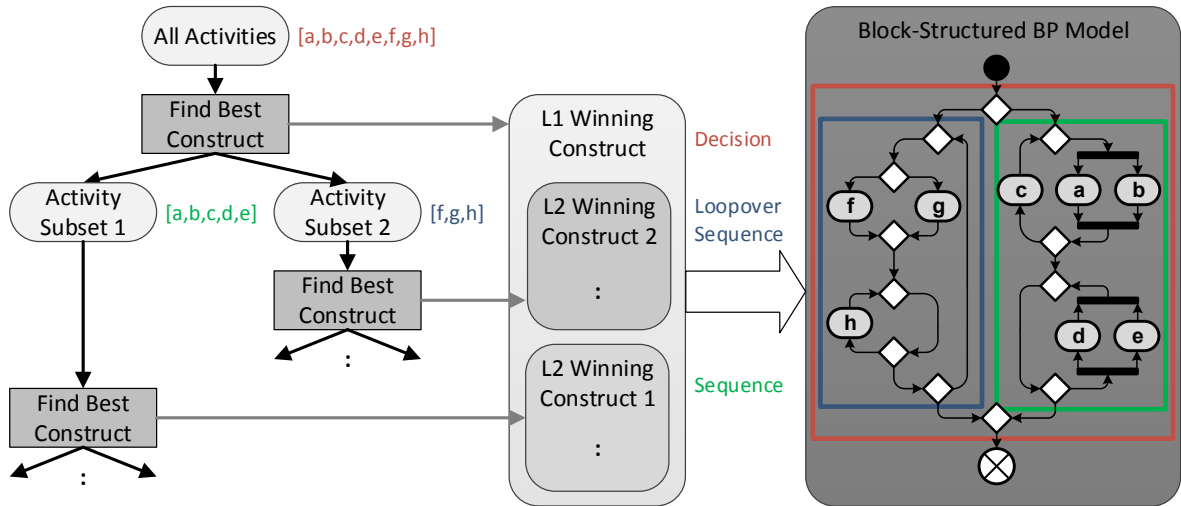 All Activities
[a,b,c,d,e,f,g,h]
Find Best
Construct
Activity
Subset 1
[a,b,c,d,e]
Activity
Subset 2
[f,g,h]
Find Best
Construct
:
Find Best
Construct
:
L1 Winning
Construct
L2 Winning
Construct 2
:
L2 Winning
Construct 1
:
Decision
Loopover
Sequence
Sequence
Block-Structured BP Model
f
g
h
c
a
b
d
e